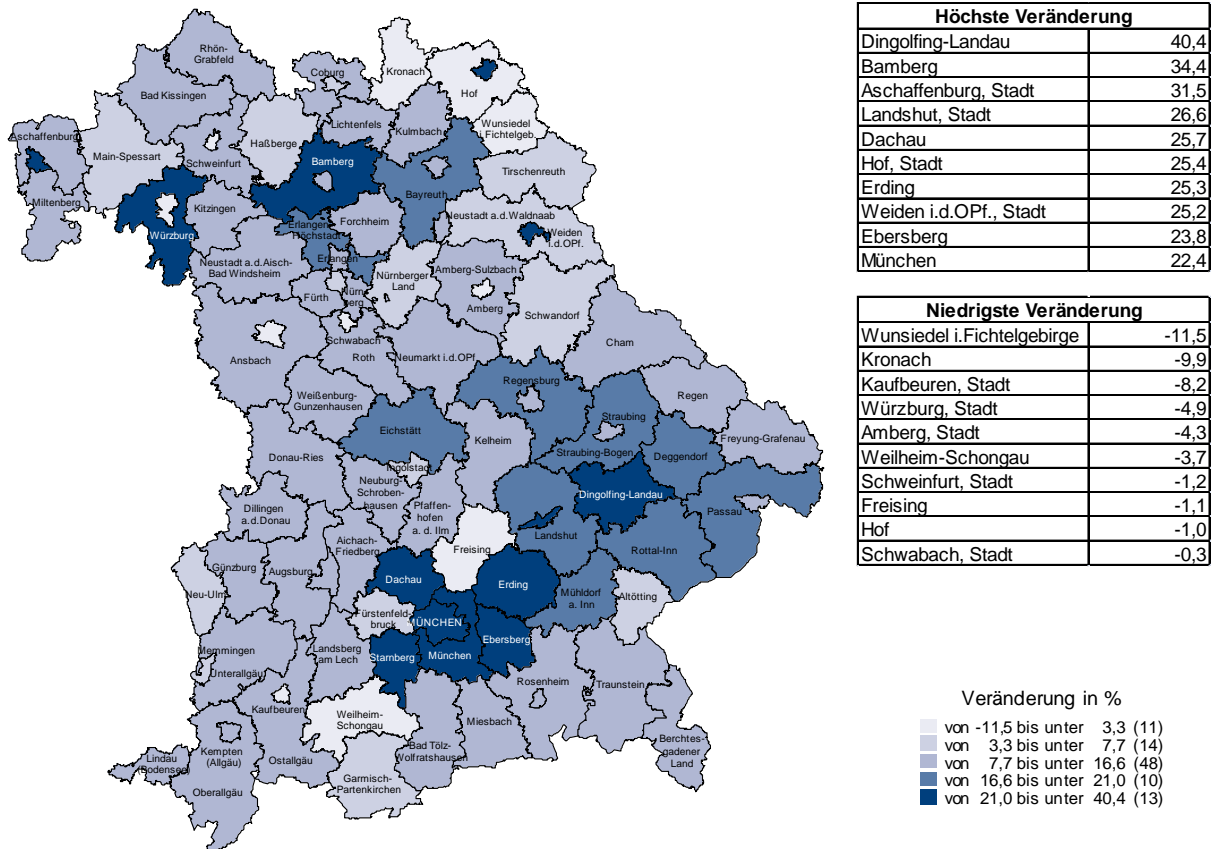 Rhön-
Grabfeld
Coburg
Kronach
Hof
Bad Kissingen
Lichtenfels
Kulmbach
Wunsiedel
i.Fichtelgeb.
Aschaffenburg
Main-Spessart
Schweinfurt
Haßberge
Bamberg
Bayreuth
Tirschenreuth
Miltenberg
Kitzingen
Würzburg
Erlangen-
Höchstadt
Forchheim
Neustadt a.d.Waldnaab
Weiden
i.d.OPf.
Erlangen
Neustadt a.d.Aisch-
Bad Windsheim
Nürnberger
Land
Amberg-Sulzbach
Fürth
Nürn-
berg
Amberg
Schwandorf
Ansbach
Schwabach
Roth
Neumarkt i.d.OPf
Cham
Weißenburg-
Gunzenhausen
Regensburg
Regen
Eichstätt
Kelheim
Straubing
Freyung-Grafenau
Donau-Ries
Ingolstadt
Straubing-Bogen
Deggendorf
Neuburg-
Schroben-
hausen
Dingolfing-Landau
Dillingen
a.d.Donau
Pfaffen-
hofen
a. d. Ilm
Passau
Aichach-
Friedberg
Freising
Landshut
Rottal-Inn
Günzburg
Augsburg
Dachau
Erding
Mühldorf
a. Inn
Altötting
Neu-Ulm
Fürstenfeld-
bruck
MÜNCHEN
Ebersberg
Memmingen
Landsberg
am Lech
Starnberg
München
Unterallgäu
Rosenheim
Traunstein
Kaufbeuren
Weilheim-
Schongau
Miesbach
Berchtes-
gadener
Land
Lindau
(Bodensee)
Kempten
(Allgäu)
Ostallgäu
Bad Tölz-
Wolfratshausen
Oberallgäu
Garmisch-
Partenkirchen
Höchste Veränderung
Dingolfing-Landau 40,4
Bamberg 34,4
Aschaffenburg, Stadt 31,5
Landshut, Stadt 26,6
Dachau 25,7
Hof, Stadt 25,4
Erding 25,3
Weiden i.d.OPf., Stadt 25,2
Ebersberg 23,8
München 22,4
Niedrigste Veränderung
Wunsiedel i.Fichtelgebirge -11,5
Kronach -9,9
Kaufbeuren, Stadt -8,2
Würzburg, Stadt -4,9
Amberg, Stadt -4,3
Weilheim-Schongau -3,7
Schweinfurt, Stadt -1,2
Freising -1,1
Hof -1,0
Schwabach, Stadt -0,3
Veränderung in %
von -11,5 bis unter 3,3 (11)
von 3,3 bis unter 7,7 (14)
von 7,7 bis unter 16,6 (48)
von 16,6 bis unter 21,0 (10)
von 21,0 bis unter 40,4 (13)